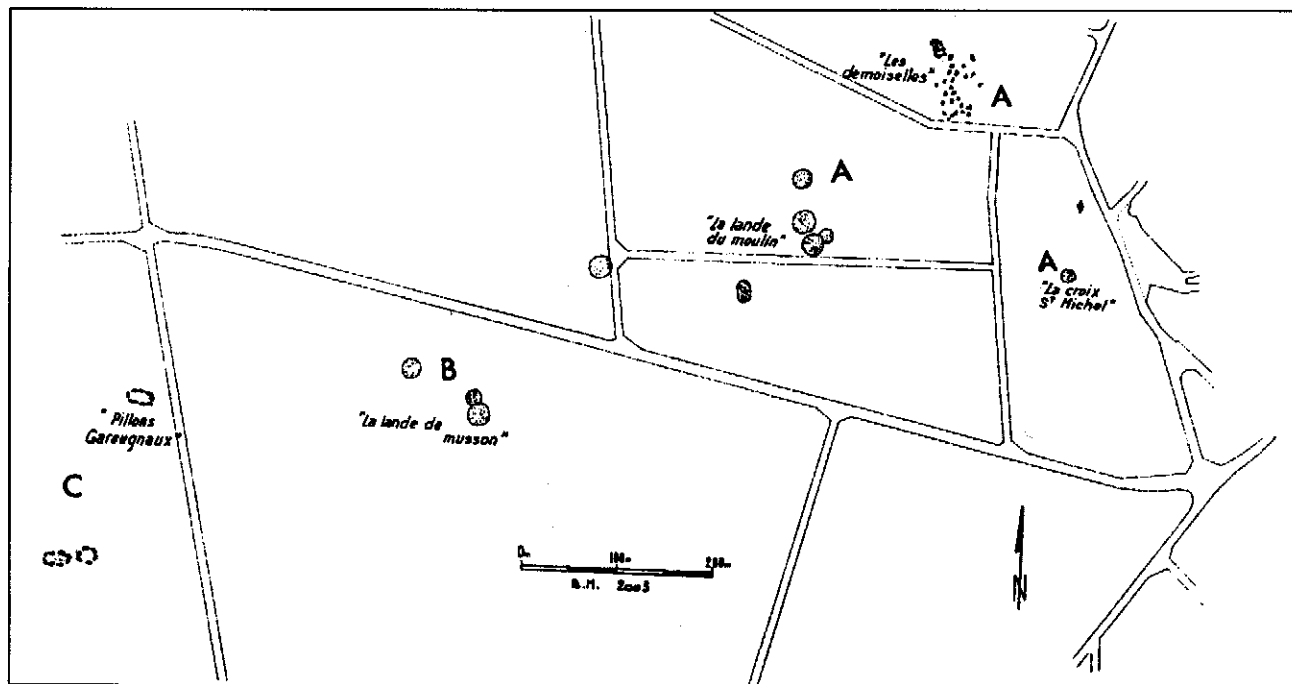 "Les
demoiselles"
A
A
"La lande
du moulin"
A
"La croix
St Michel"
B
"La lande de
musson"
"Pillons
Gareugnaux"
C
0m 100m 200m
A.M. 2003
N